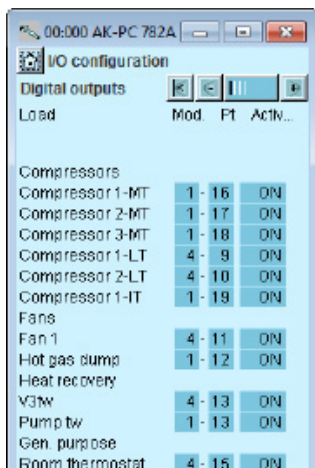 00:000 AK-PC 782A
I/O configuration
Digital outputs
Load Mod. Pt Activ...
Compressors
Compressor 1-MT 1 - 16 ON
Compressor 2-MT 1 - 17 ON
Compressor 3-MT 1 - 18 ON
Compressor 1-LT 4 - 9 ON
Compressor 2-LT 4 - 10 ON
Compressor 1-IT 1 - 19 ON
Fans
Fan 1 4 - 11 ON
Hot gas dump 1 - 12 ON
Heat recovery
V3tw 4 - 13 ON
Pump tw 1 - 13 ON
Gen. purpose
Room thermostat 4 - 15 ON